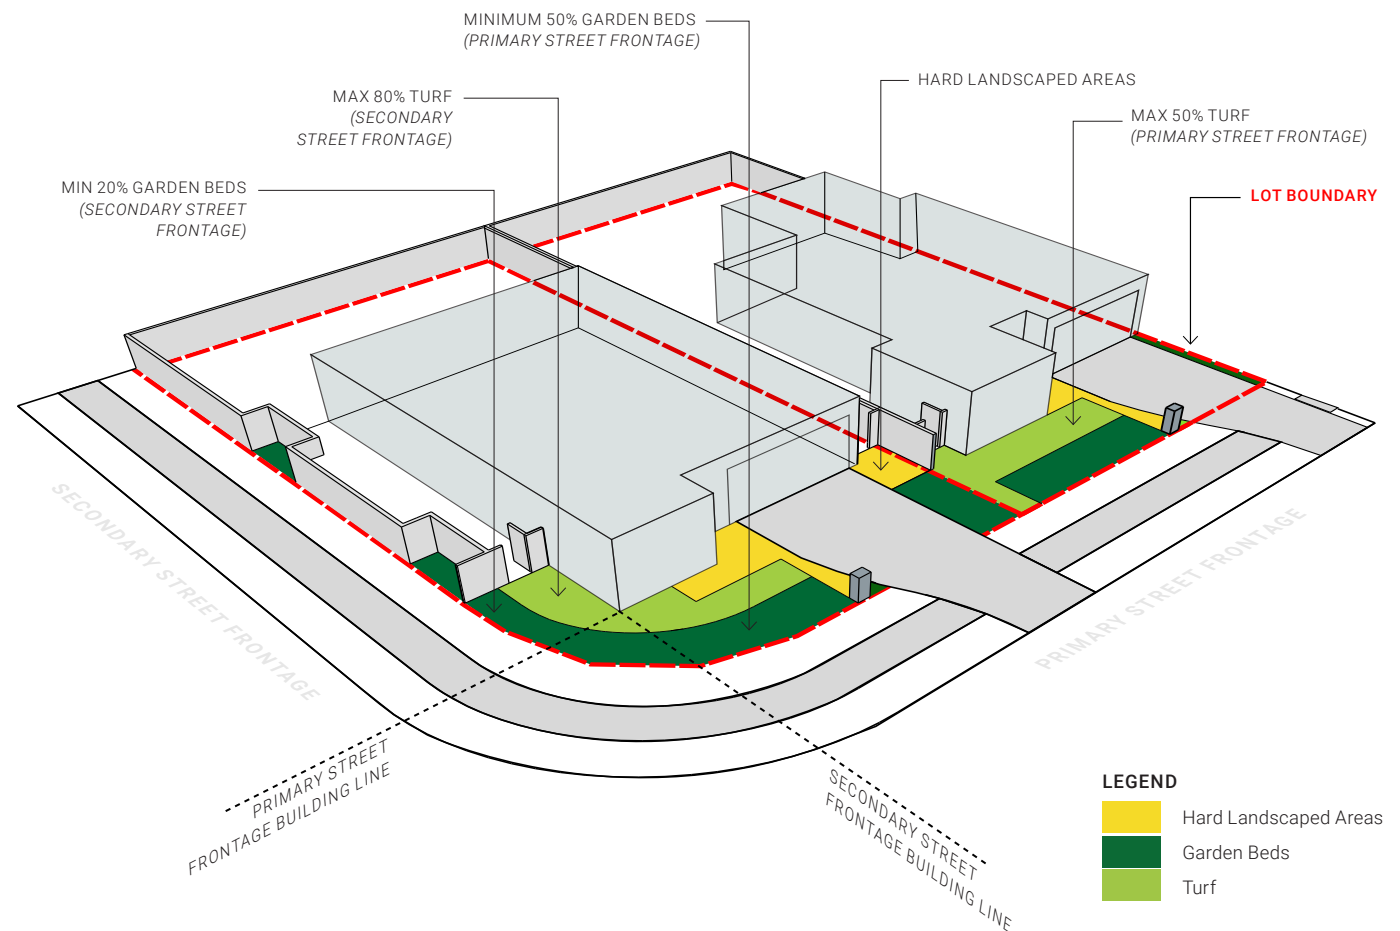 MINIMUM 50% GARDEN BEDS
(PRIMARY STREET FRONTAGE)
HARD LANDSCAPED AREAS
MAX 80% TURF
(SECONDARY
STREET FRONTAGE)
MAX 50% TURF
(PRIMARY STREET FRONTAGE)
MIN 20% GARDEN BEDS
(SECONDARY STREET
FRONTAGE)
LOT BOUNDARY
SECONDARY STREET FRONTAGE
PRIMARY STREET FRONTAGE
PRIMARY STREET
FRONTAGE BUILDING LINE
SECONDARY STREET
FRONTAGE BUILDING LINE
LEGEND
Hard Landscaped Areas
Garden Beds
Turf